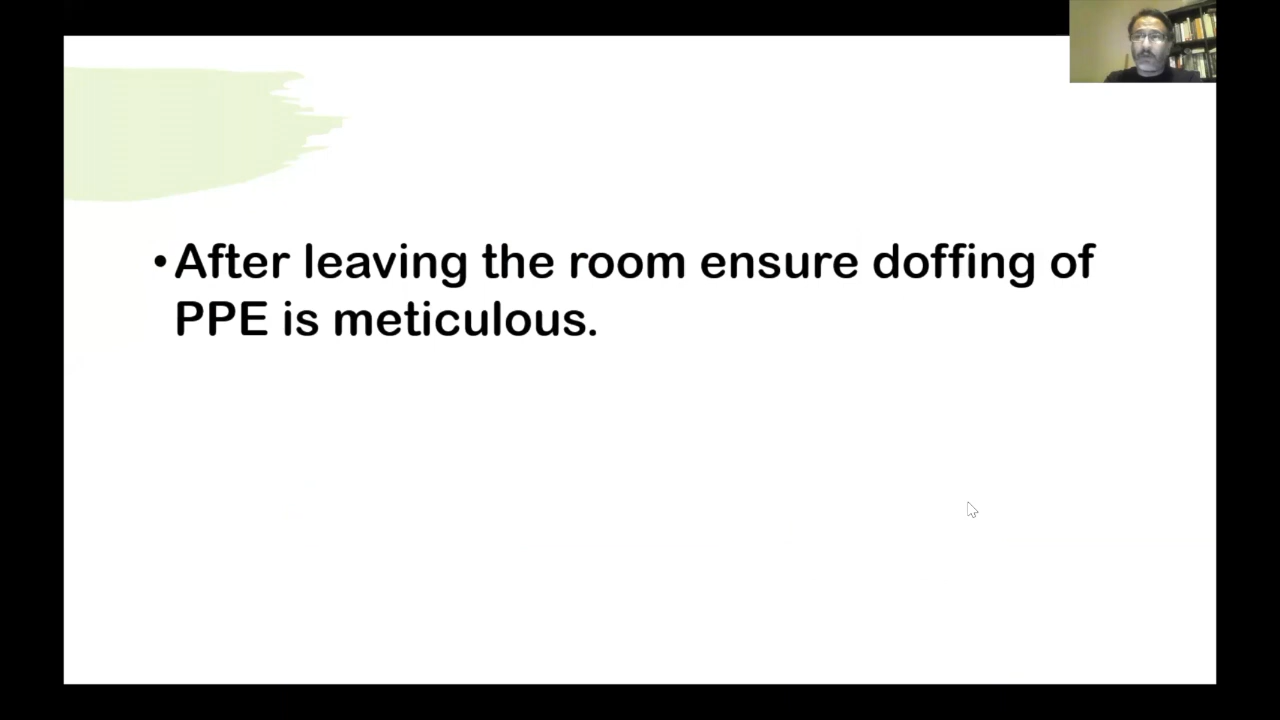 •After leaving the room ensure doffing of
PPE is meticulous.